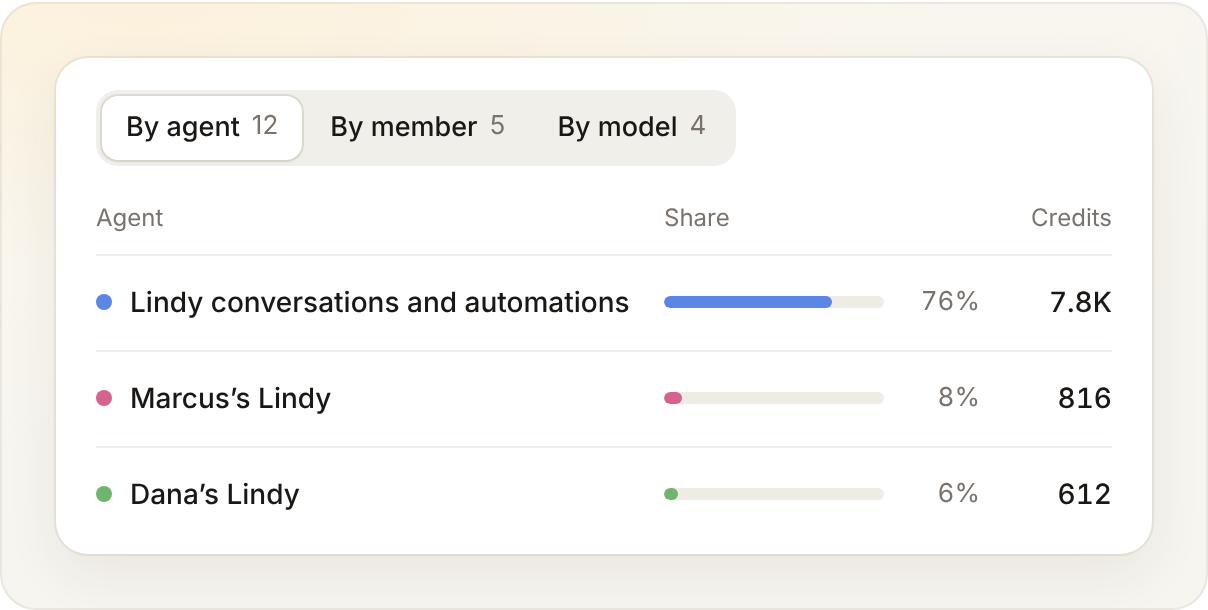 By agent 12 By member 5 By model 4
Agent Share Credits
Lindy conversations and automations 76% 7.8K
Marcus’s Lindy 8% 816
Dana’s Lindy 6% 612